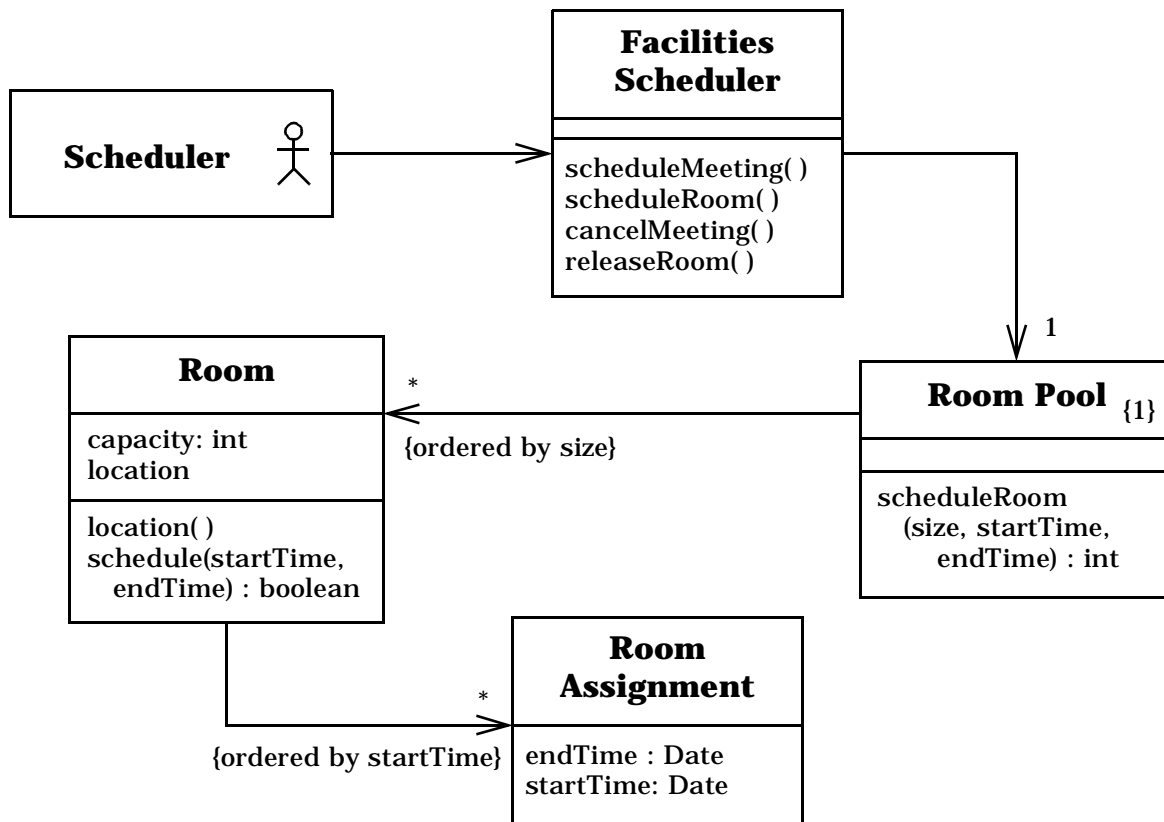 Facilities
Scheduler
scheduleMeeting( )
scheduleRoom( )
cancelMeeting( )
releaseRoom( )
Scheduler
1
Room
capacity: int
location
location( )
schedule(startTime,
endTime) : boolean
*
{ordered by size}
Room Pool {1}
scheduleRoom
(size, startTime,
endTime) : int
*
{ordered by startTime}
Room
Assignment
endTime : Date
startTime: Date